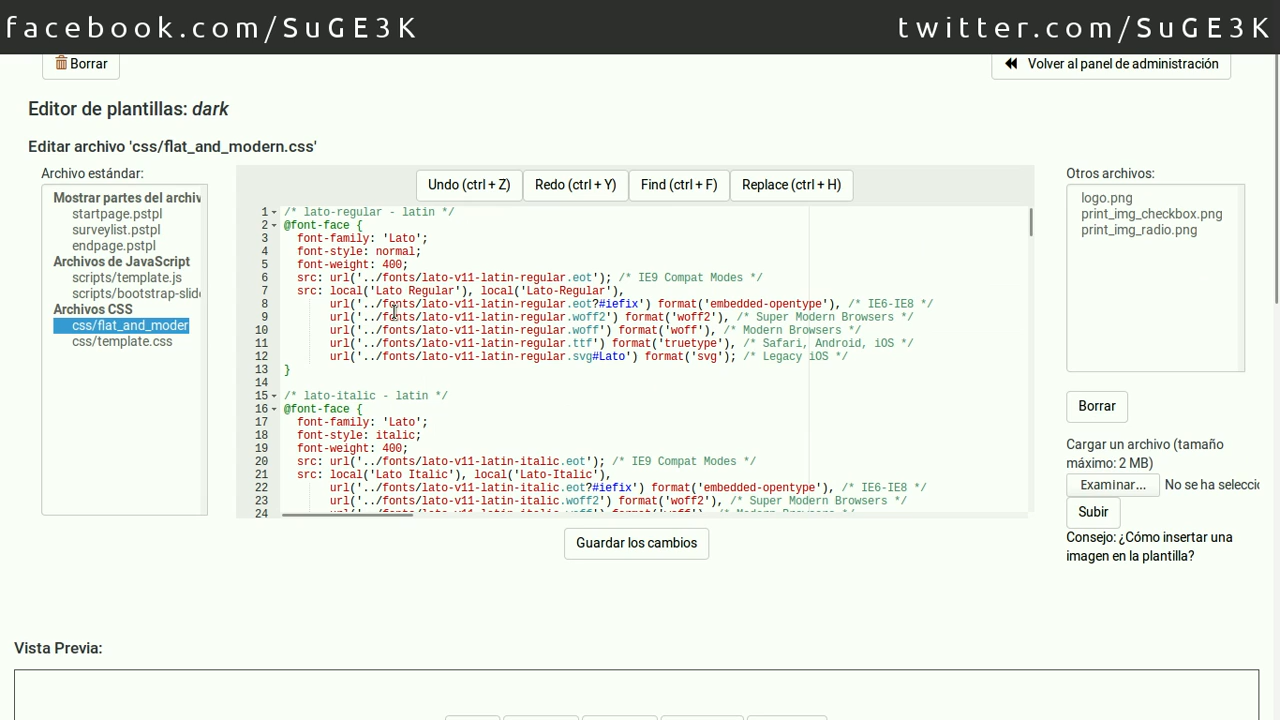 facebook.com/SuGE3K
twitter.com/SuGE3K
Borrar
Volver al panel de administración
Editor de plantillas: dark
Editar archivo 'css/flat_and_modern.css'
Archivo estándar:
Mostrar partes del archiv
startpage.pstpl
surveylist.pstpl
endpage.pstpl
Archivos de JavaScript
scripts/template.js
scripts/bootstrap-slide
Archivos CSS
css/flat_and_moder
css/template.css
Undo (ctrl + Z)
Redo (ctrl + Y)
Find (ctrl + F)
Replace (ctrl + H)
1 /* lato-regular - latin */
2 @font-face {
3 font-family: 'Lato';
4 font-style: normal;
5 font-weight: 400;
6 src: url('../fonts/lato-v11-latin-regular.eot'); /* IE9 Compat Modes */
7 src: local('Lato Regular'), local('Lato-Regular'),
8 url('../fonts/lato-v11-latin-regular.eot?#iefix') format('embedded-opentype'), /* IE6-IE8 */
9 url('../fonts/lato-v11-latin-regular.woff2') format('woff2'), /* Super Modern Browsers */
10 url('../fonts/lato-v11-latin-regular.woff') format('woff'), /* Modern Browsers */
11 url('../fonts/lato-v11-latin-regular.ttf') format('truetype'), /* Safari, Android, iOS */
12 url('../fonts/lato-v11-latin-regular.svg#Lato') format('svg'); /* Legacy iOS */
13 }
14
15 /* lato-italic - latin */
16 @font-face {
17 font-family: 'Lato';
18 font-style: italic;
19 font-weight: 400;
20 src: url('../fonts/lato-v11-latin-italic.eot'); /* IE9 Compat Modes */
21 src: local('Lato Italic'), local('Lato-Italic'),
22 url('../fonts/lato-v11-latin-italic.eot?#iefix') format('embedded-opentype'), /* IE6-IE8 */
23 url('../fonts/lato-v11-latin-italic.woff2') format('woff2'), /* Super Modern Browsers */
24 url('../fonts/lato-v11-latin-italic.woff') format('woff'), /* Modern Browsers */
Guardar los cambios
Otros archivos:
logo.png
print_img_checkbox.png
print_img_radio.png
Borrar
Cargar un archivo (tamaño
máximo: 2 MB)
Examinar... No se ha selecci
Subir
Consejo: ¿Cómo insertar una
imagen en la plantilla?
Vista Previa: